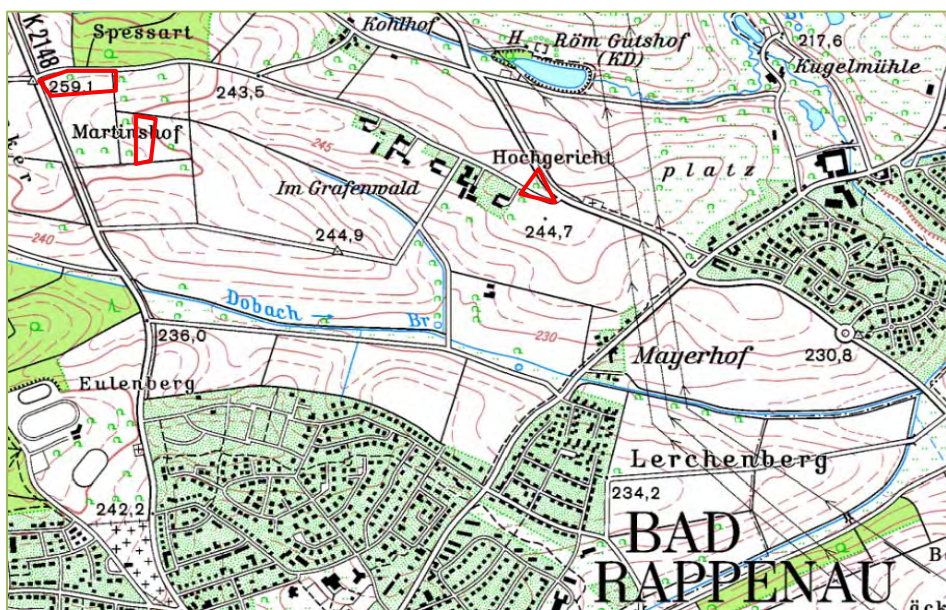 K 2148
Spessart
Kohlhof
H
Röm Gutshof
(KD)
Br
217,6
Kugelmühle
259,1
243,5
Martinshof
ker
245
Hochgericht
platz
Im Grafenwald
244,9
244,7
240
Dobach
Br
230
236,0
Mayerhof
230,8
Eulenberg
Lerchenberg
242,2
234,2
BAD
RAPPENAU
B